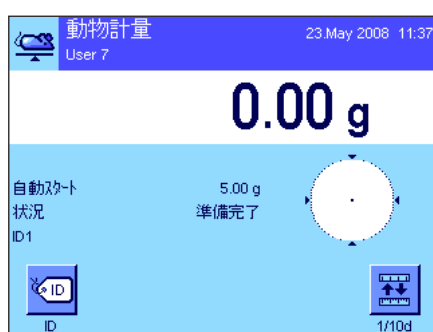 動物計量 23.May 2008 11:37
User 7
0.00 g
自動ｽﾀｰﾄ 5.00 g
状況 準備完了
ID1
ID
ID 1/10d